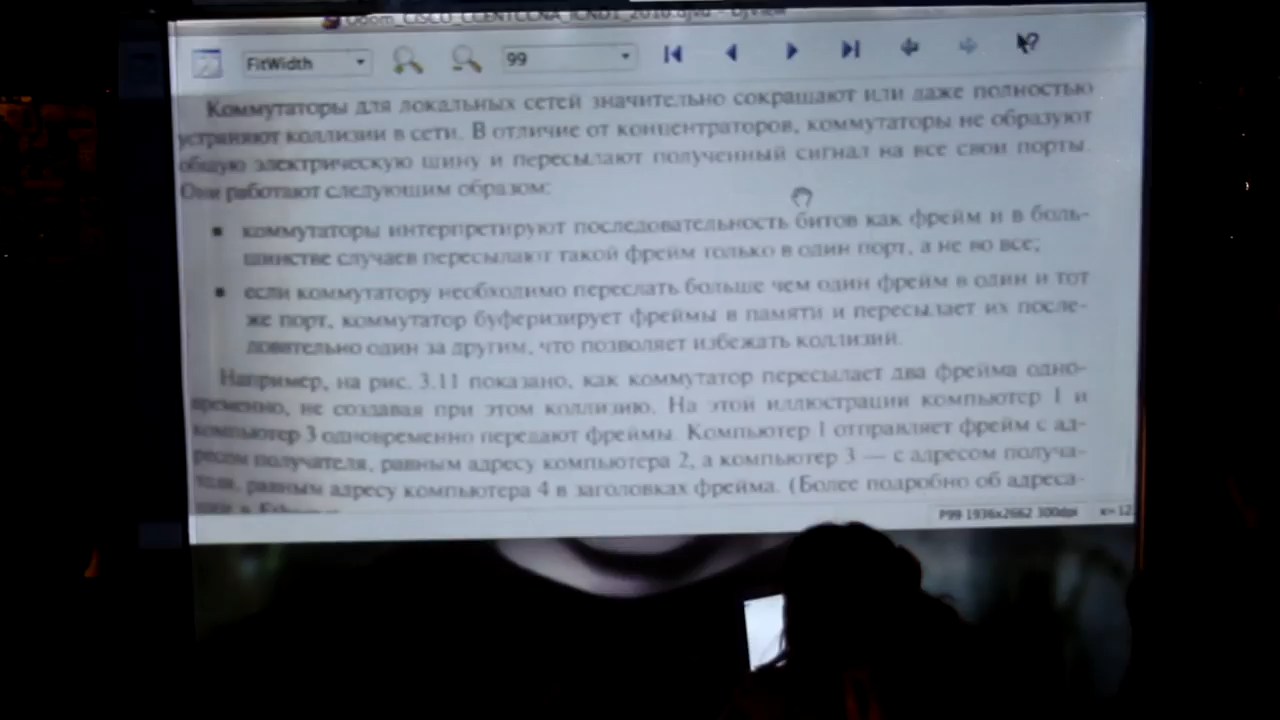 Odom_CISCO_CCENTCCNA_ICND1_2010.djvu - DjView
FitWidth
99
Коммутаторы для локальных сетей значительно сокращают или даже полностью
устраняют коллизии в сети. В отличие от концентраторов, коммутаторы не образуют
общую электрическую шину и пересылают полученный сигнал на все свои порты.
Они работают следующим образом:
▪ коммутаторы интерпретируют последовательность битов как фрейм и в боль-
шинстве случаев пересылают такой фрейм только в один порт, а не во все;
▪ если коммутатору необходимо переслать больше чем один фрейм в один и тот
же порт, коммутатор буферизирует фреймы в памяти и пересылает их после-
довательно один за другим, что позволяет избежать коллизий.
Например, на рис. 3.11 показано, как коммутатор пересылает два фрейма одно-
временно, не создавая при этом коллизию. На этой иллюстрации компьютер 1 и
компьютер 3 одновременно передают фреймы. Компьютер 1 отправляет фрейм с ад-
ресом получателя, равным адресу компьютера 2, а компьютер 3 — с адресом получа-
теля, равным адресу компьютера 4 в заголовках фрейма. (Более подробно об адреса-
P99 1936x2662 300dpi
x=12